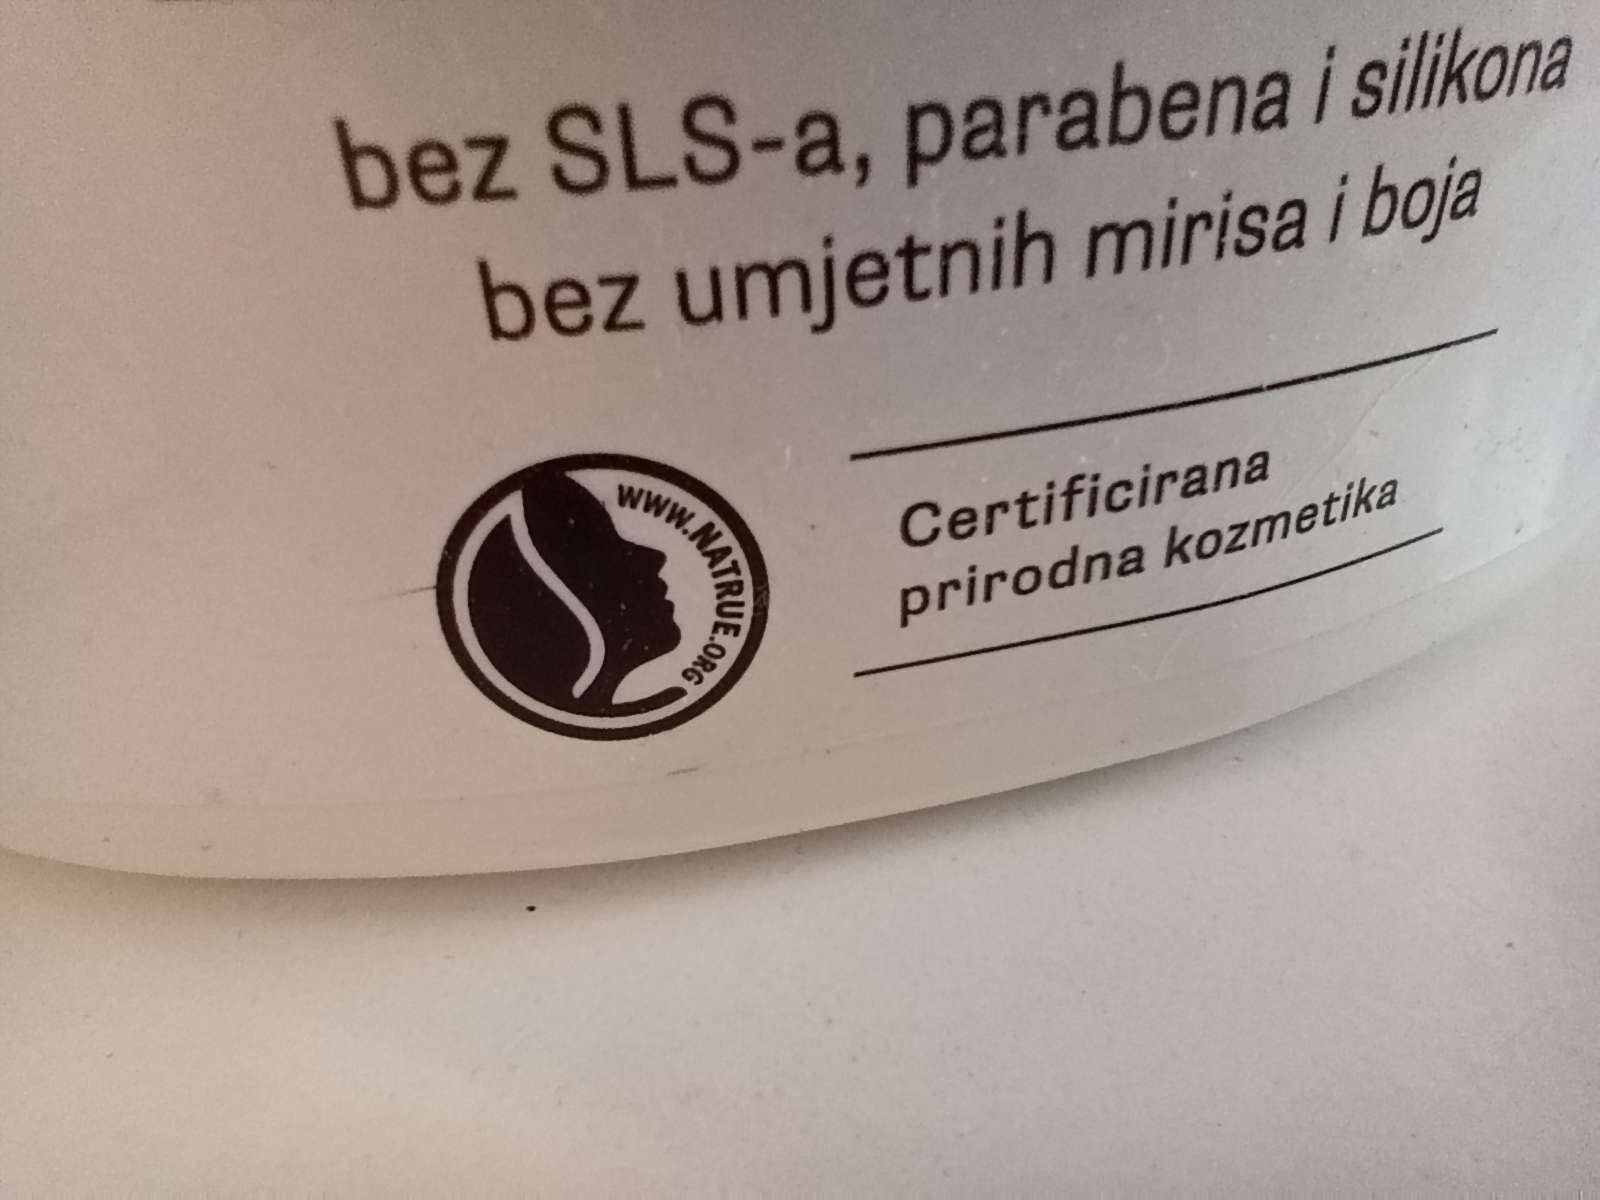 bez SLS-a, parabena i silikona
bez umjetnih mirisa i boja
WWW.NATRUE.ORG
Certificirana
prirodna kozmetika